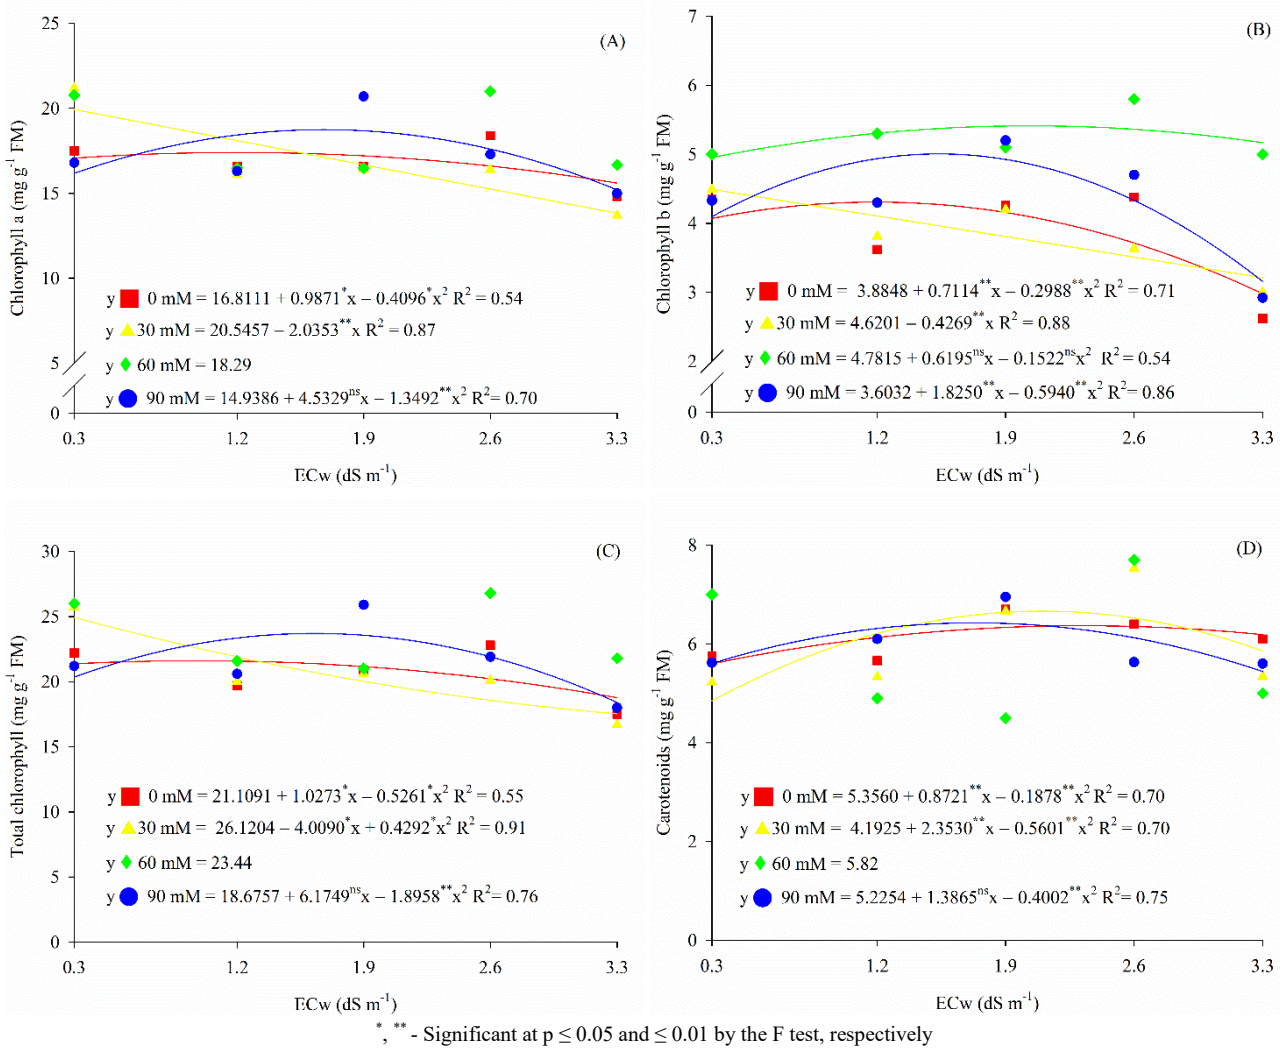 (A)
25
20
15
10
5
0
Chlorophyll a (mg g⁻¹ FM)
y 0 mM = 16.8111 + 0.9871*x – 0.4096*x² R² = 0.54
y 30 mM = 20.5457 – 2.0353**x R² = 0.87
y 60 mM = 18.29
y 90 mM = 14.9386 + 4.5329ⁿˢx – 1.3492**x² R² = 0.70
0.3 1.2 1.9 2.6 3.3
ECw (dS m⁻¹)
(B)
7
6
5
4
3
2
0
Chlorophyll b (mg g⁻¹ FM)
y 0 mM = 3.8848 + 0.7114**x – 0.2988**x² R² = 0.71
y 30 mM = 4.6201 – 0.4269**x R² = 0.88
y 60 mM = 4.7815 + 0.6195ⁿˢx – 0.1522ⁿˢx² R² = 0.54
y 90 mM = 3.6032 + 1.8250**x – 0.5940**x² R² = 0.86
0.3 1.2 1.9 2.6 3.3
ECw (dS m⁻¹)
(C)
30
25
20
15
10
5
0
Total chlorophyll (mg g⁻¹ FM)
y 0 mM = 21.1091 + 1.0273*x – 0.5261*x² R² = 0.55
y 30 mM = 26.1204 – 4.0090*x + 0.4292*x² R² = 0.91
y 60 mM = 23.44
y 90 mM = 18.6757 + 6.1749ⁿˢx – 1.8958**x² R² = 0.76
0.3 1.2 1.9 2.6 3.3
ECw (dS m⁻¹)
(D)
8
6
4
2
0
Carotenoids (mg g⁻¹ FM)
y 0 mM = 5.3560 + 0.8721**x – 0.1878**x² R² = 0.70
y 30 mM = 4.1925 + 2.3530**x – 0.5601**x² R² = 0.70
y 60 mM = 5.82
y 90 mM = 5.2254 + 1.3865ⁿˢx – 0.4002**x² R² = 0.75
0.3 1.2 1.9 2.6 3.3
ECw (dS m⁻¹)
*, ** - Significant at p ≤ 0.05 and ≤ 0.01 by the F test, respectively